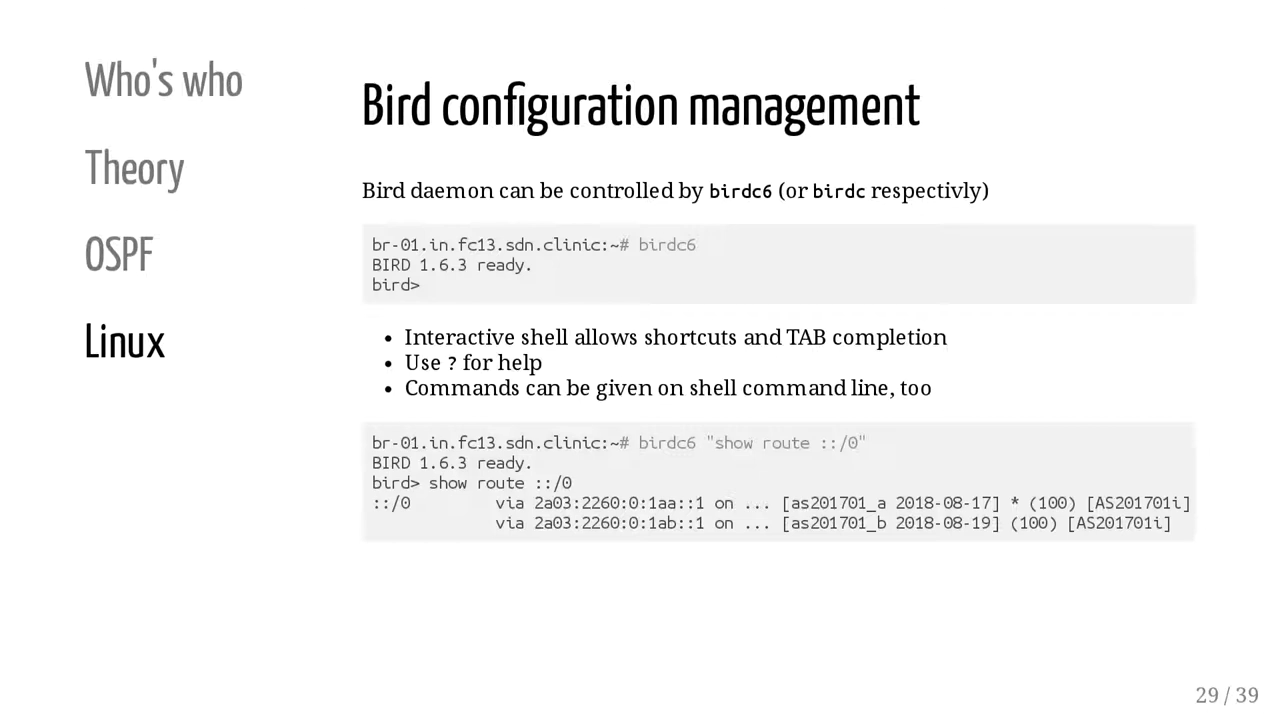 Who's who
Theory
OSPF
Linux
Bird configuration management
Bird daemon can be controlled by birdc6 (or birdc respectivly)
br-01.in.fc13.sdn.clinic:~# birdc6
BIRD 1.6.3 ready.
bird>
• Interactive shell allows shortcuts and TAB completion
• Use ? for help
• Commands can be given on shell command line, too
br-01.in.fc13.sdn.clinic:~# birdc6 "show route ::/0"
BIRD 1.6.3 ready.
bird> show route ::/0
::/0         via 2a03:2260:0:1aa::1 on ... [as201701_a 2018-08-17] * (100) [AS201701i]
             via 2a03:2260:0:1ab::1 on ... [as201701_b 2018-08-19] (100) [AS201701i]
29 / 39